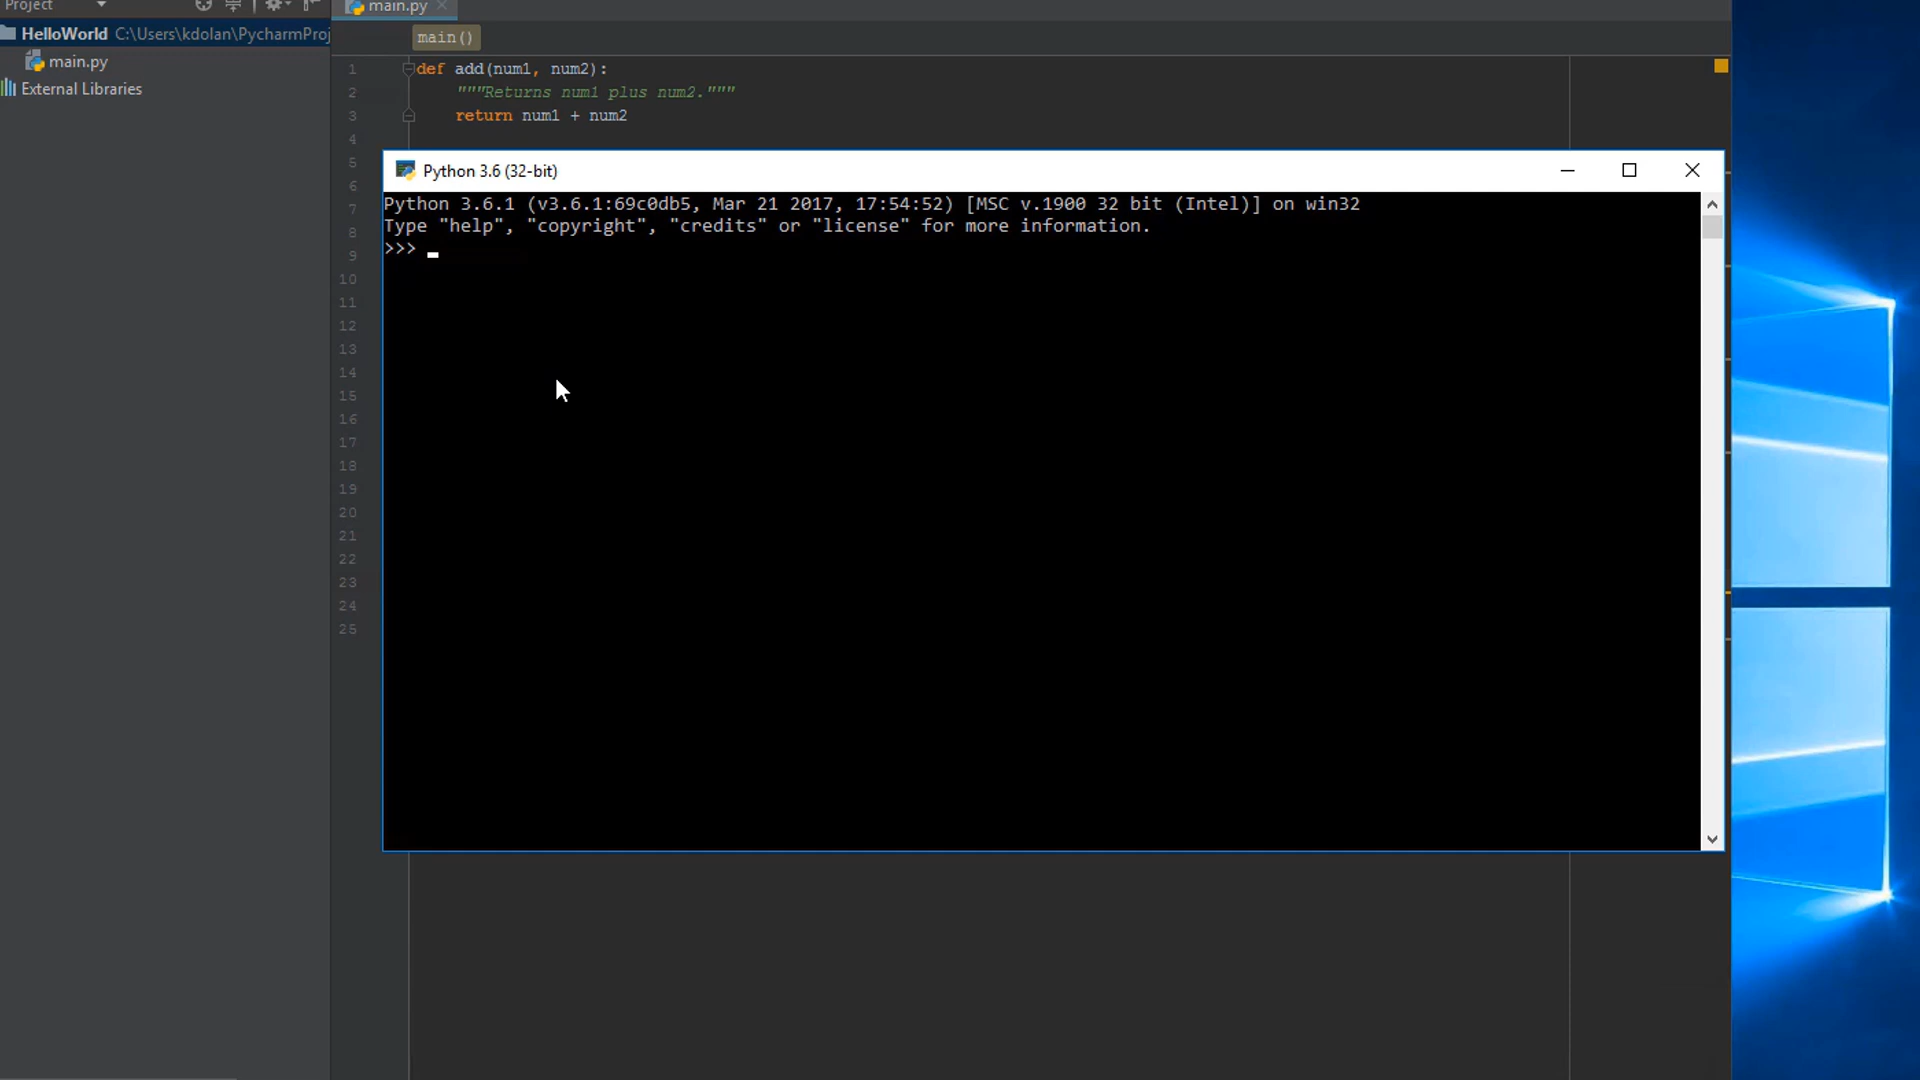 Project
main.py
HelloWorld C:\Users\kdolan\PycharmProj
main.py
External Libraries
main()
1 def add(num1, num2):
2 """Returns num1 plus num2."""
3 return num1 + num2
4
5
6
7
8
9
10
11
12
13
14
15
16
17
18
19
20
21
22
23
24
25
Python 3.6 (32-bit)
Python 3.6.1 (v3.6.1:69c0db5, Mar 21 2017, 17:54:52) [MSC v.1900 32 bit (Intel)] on win32
Type "help", "copyright", "credits" or "license" for more information.
>>>